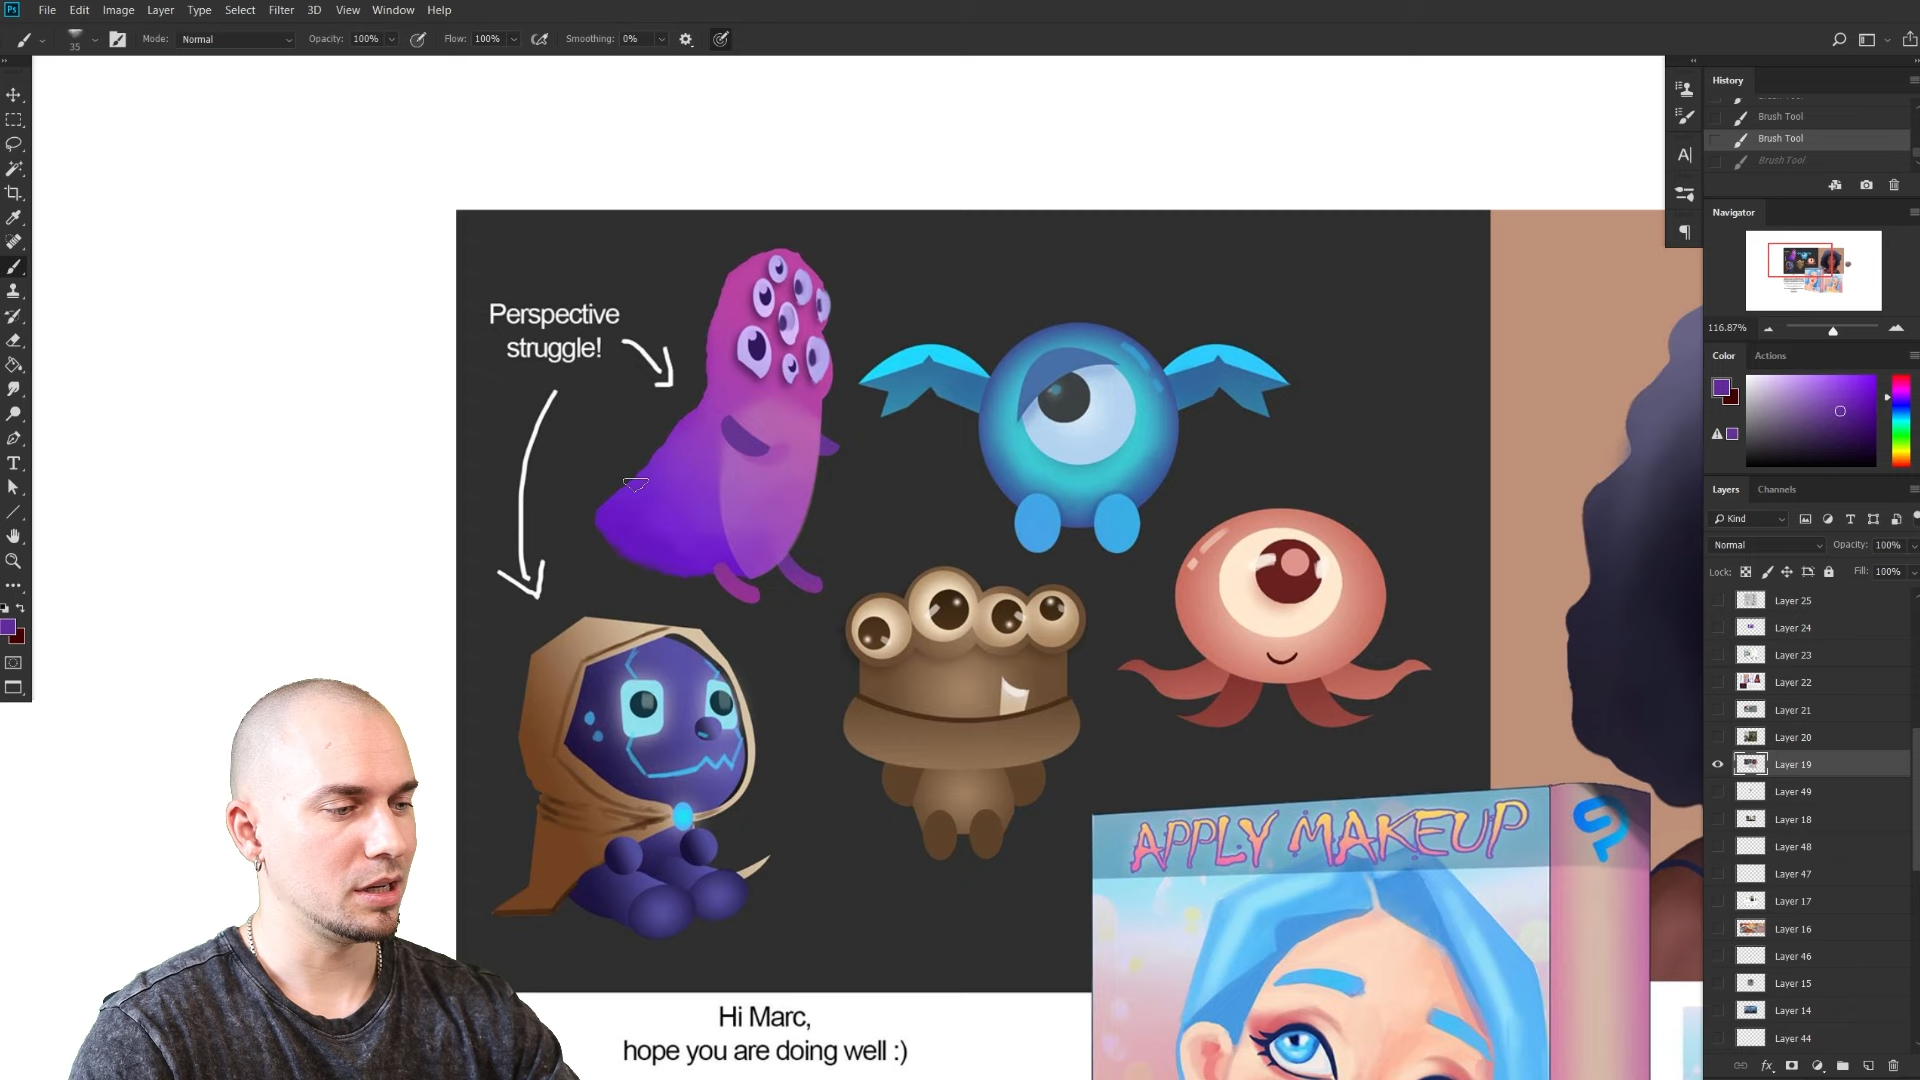 Ps File Edit Image Layer Type Select Filter 3D View Window Help
35 Mode: Normal Opacity: 100% Flow: 100% Smoothing: 0%
History
Brush Tool
Brush Tool
Brush Tool
Navigator
116.87%
Color Actions
Layers Channels
Kind
Normal Opacity: 100%
Lock: Fill: 100%
Layer 25
Layer 24
Layer 23
Layer 22
Layer 21
Layer 20
Layer 19
Layer 49
Layer 18
Layer 48
Layer 47
Layer 17
Layer 16
Layer 46
Layer 15
Layer 14
Layer 44
fx
Perspective
struggle!
APPLY MAKEUP
SP
Hi Marc,
hope you are doing well :)